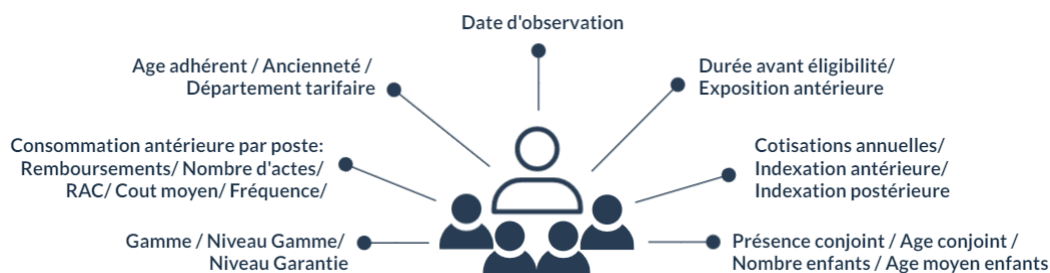 Date d'observation
Age adhérent / Ancienneté /
Département tarifaire
Durée avant éligibilité/
Exposition antérieure
Consommation antérieure par poste:
Remboursements/ Nombre d'actes/
RAC/ Cout moyen/ Fréquence/
Cotisations annuelles/
Indexation antérieure/
Indexation postérieure
Gamme / Niveau Gamme/
Niveau Garantie
Présence conjoint / Age conjoint /
Nombre enfants / Age moyen enfants